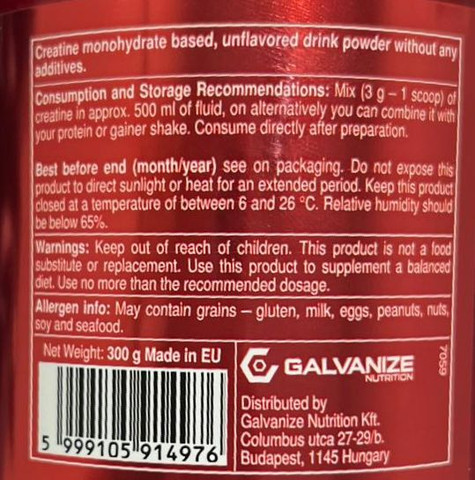 Creatine monohydrate based, unflavored drink powder without any
additives.
Consumption and Storage Recommendations: Mix (3 g – 1 scoop) of
creatine in approx. 500 ml of fluid, on alternatively you can combine it with
your protein or gainer shake. Consume directly after preparation.
Best before end (month/year) see on packaging. Do not expose this
product to direct sunlight or heat for an extended period. Keep this product
closed at a temperature of between 6 and 26 °C. Relative humidity should
be below 65%.
Warnings: Keep out of reach of children. This product is not a food
substitute or replacement. Use this product to supplement a balanced
diet. Use no more than the recommended dosage.
Allergen info: May contain grains – gluten, milk, eggs, peanuts, nuts,
soy and seafood.
Net Weight: 300 g Made in EU
5 999105 914976
GALVANIZE
NUTRITION
7059
Distributed by
Galvanize Nutrition Kft.
Columbus utca 27-29/b.
Budapest, 1145 Hungary